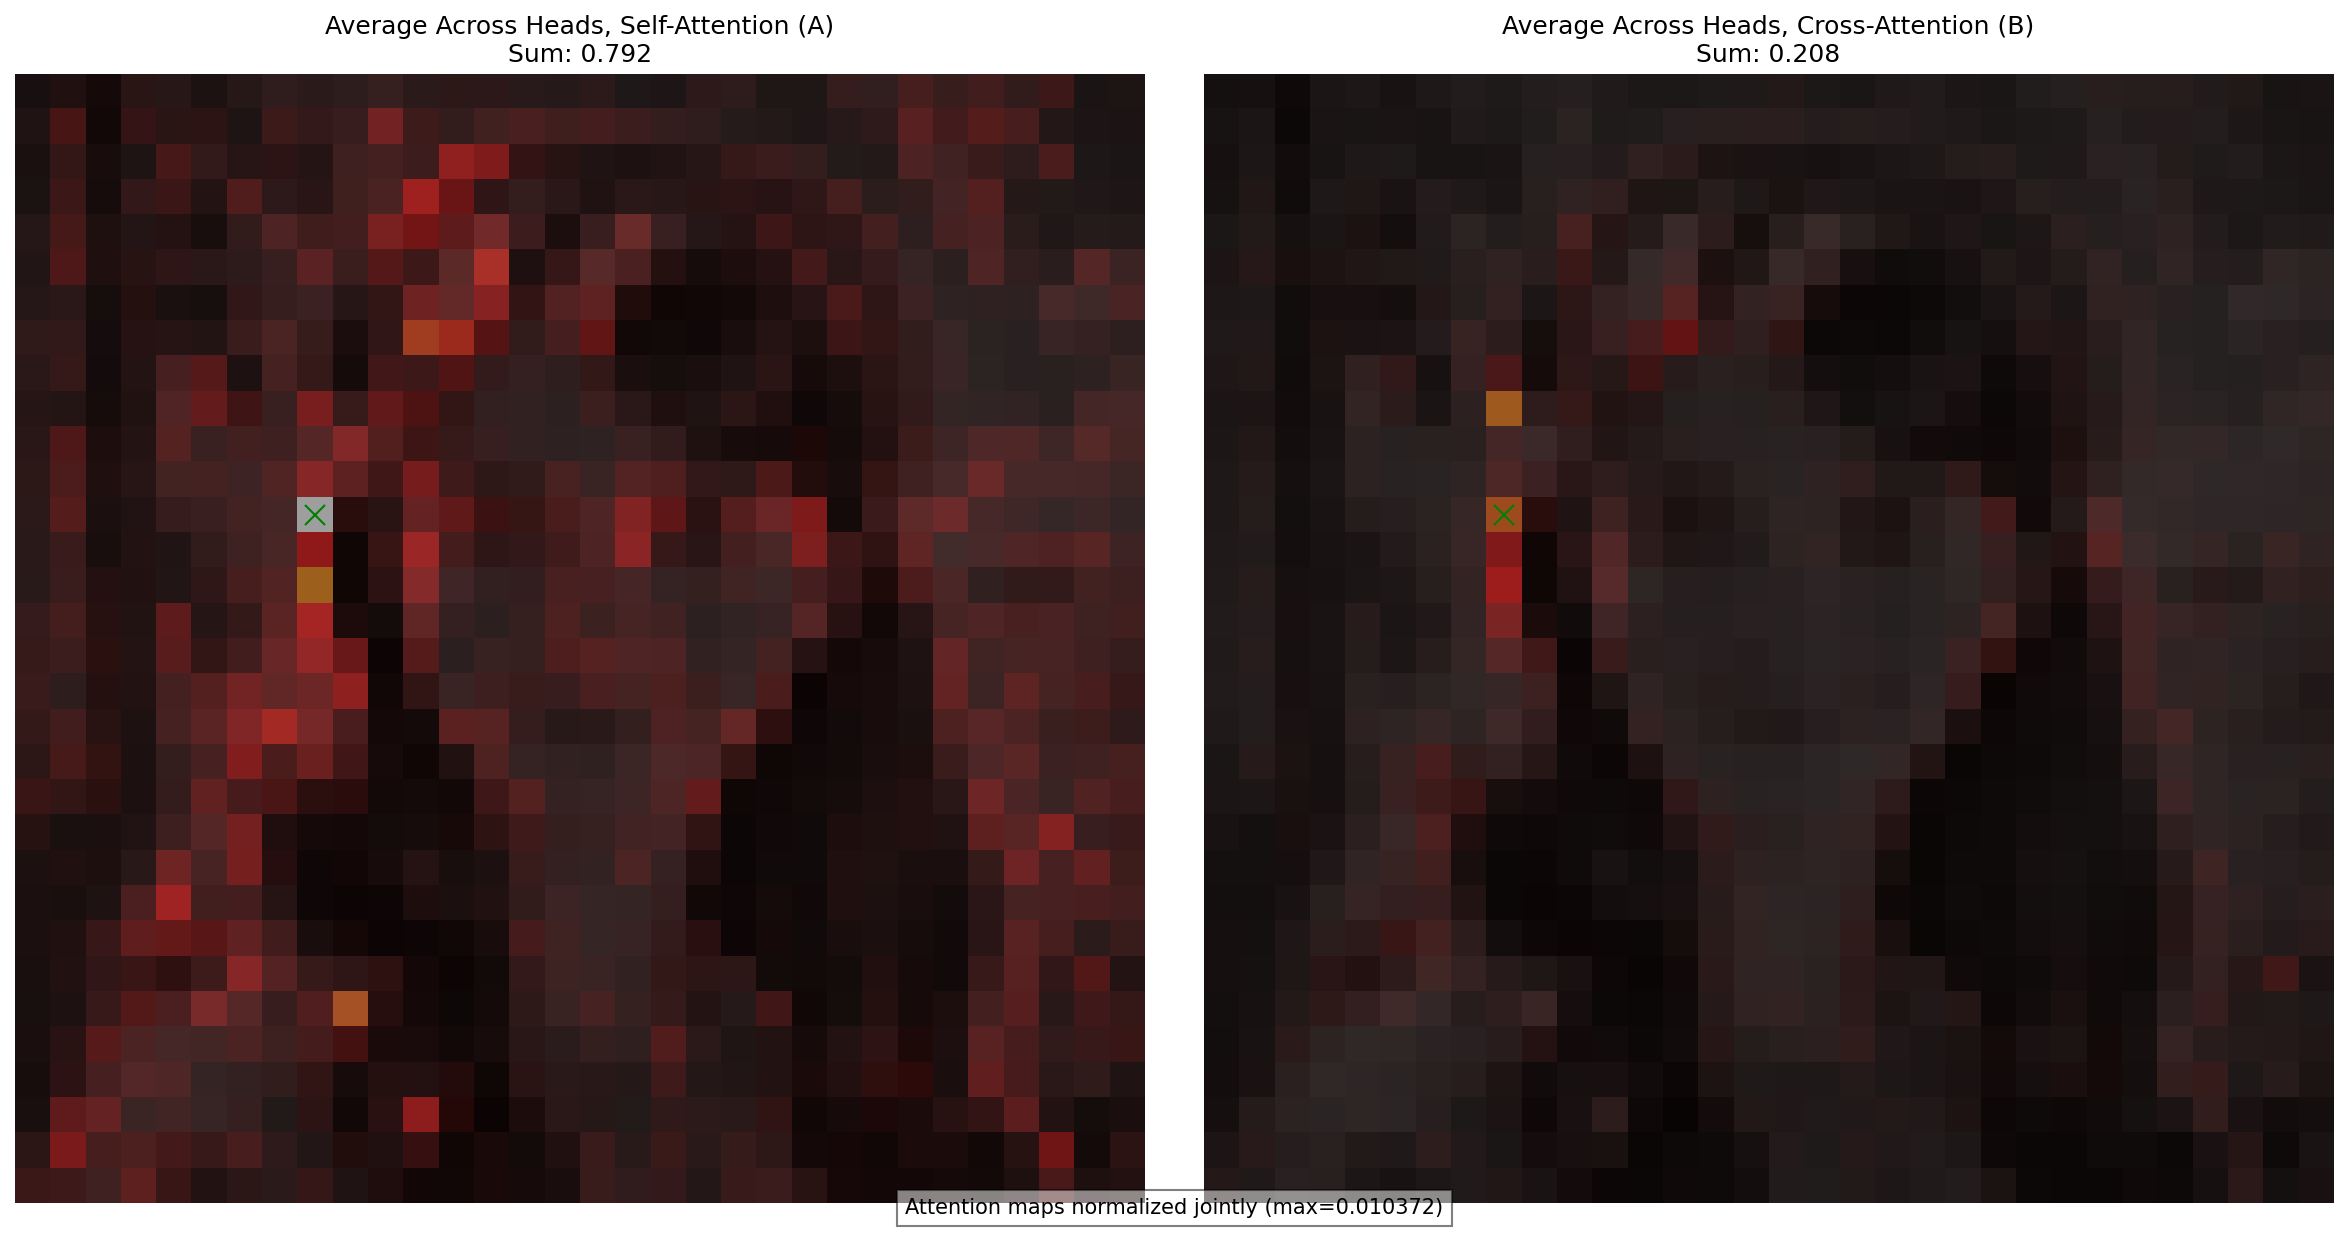 Average Across Heads, Self-Attention (A)
Sum: 0.792
Average Across Heads, Cross-Attention (B)
Sum: 0.208
Attention maps normalized jointly (max=0.010372)